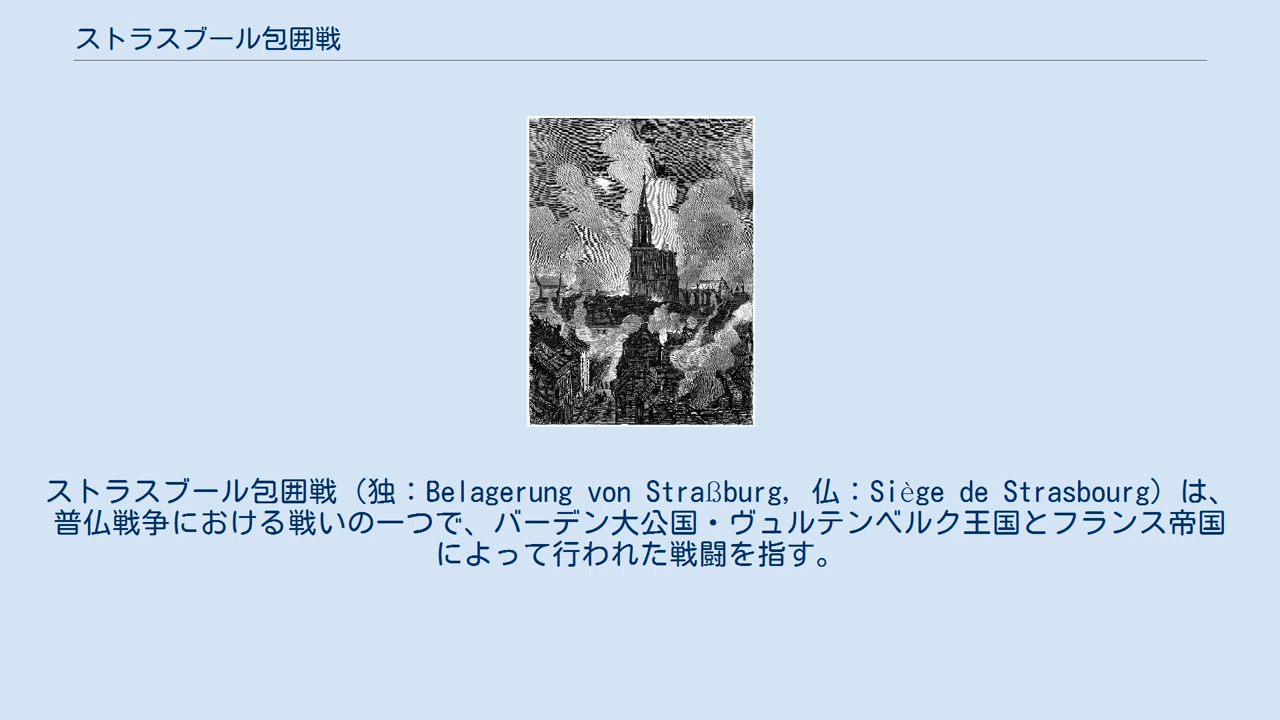 ストラスブール包囲戦
ストラスブール包囲戦（独：Belagerung von Straßburg, 仏：Siège de Strasbourg）は、
普仏戦争における戦いの一つで、バーデン大公国・ヴュルテンベルク王国とフランス帝国
によって行われた戦闘を指す。